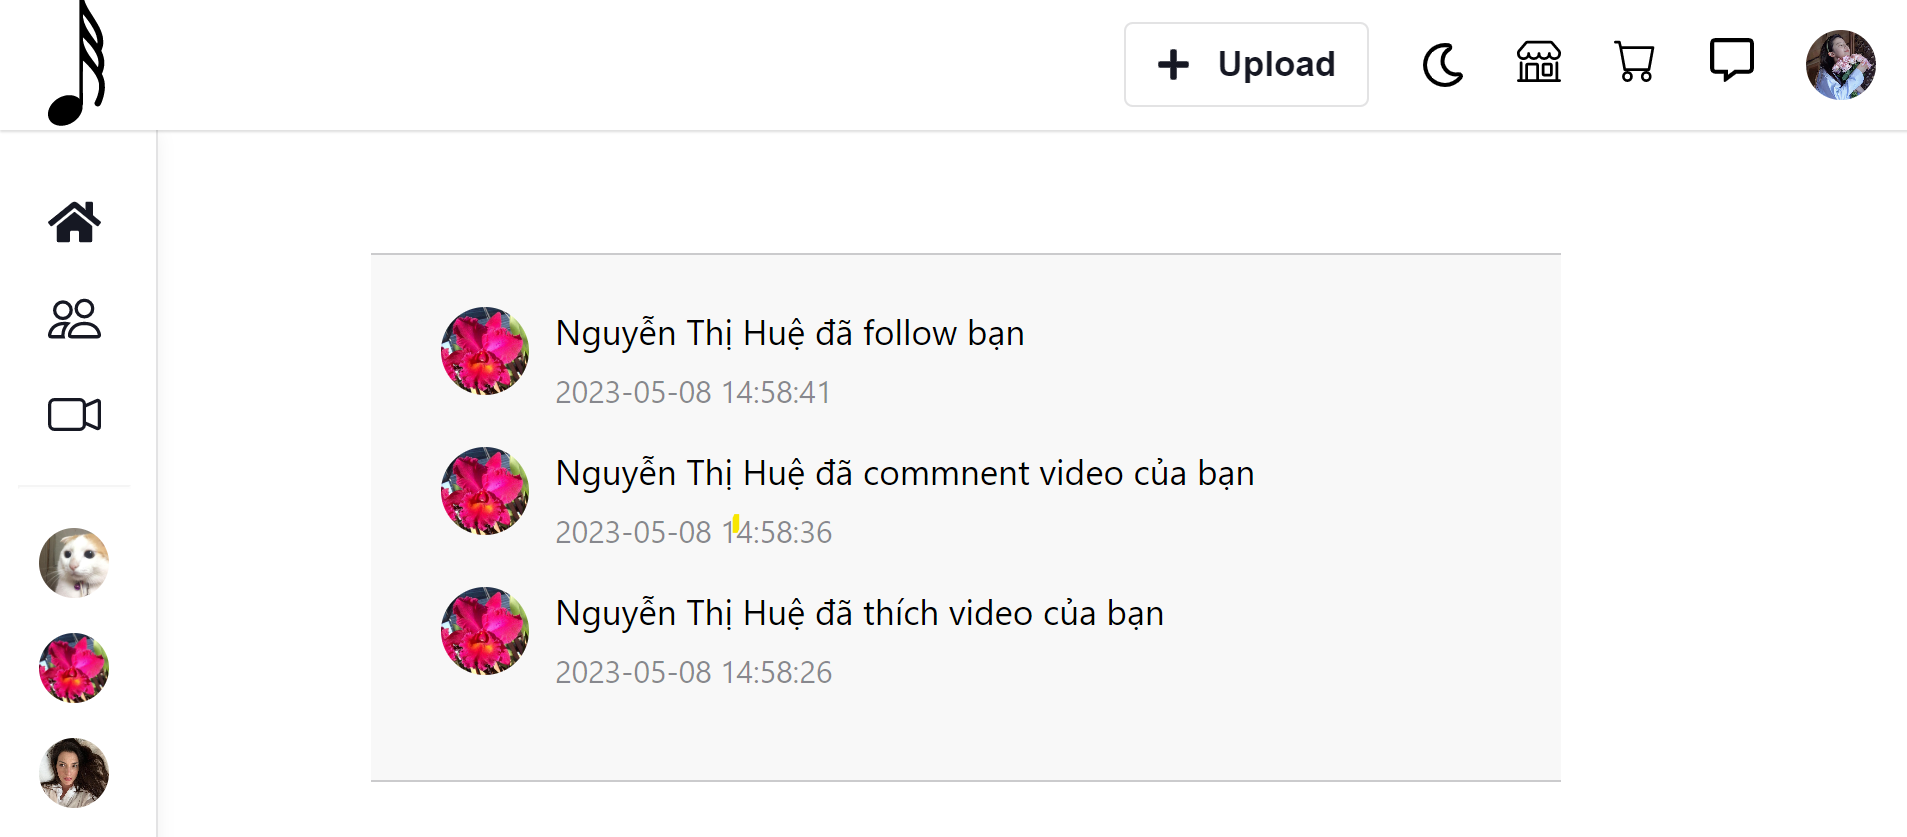 Upload
Nguyễn Thị Huệ đã follow bạn
2023-05-08 14:58:41
Nguyễn Thị Huệ đã commnent video của bạn
2023-05-08 14:58:36
Nguyễn Thị Huệ đã thích video của bạn
2023-05-08 14:58:26